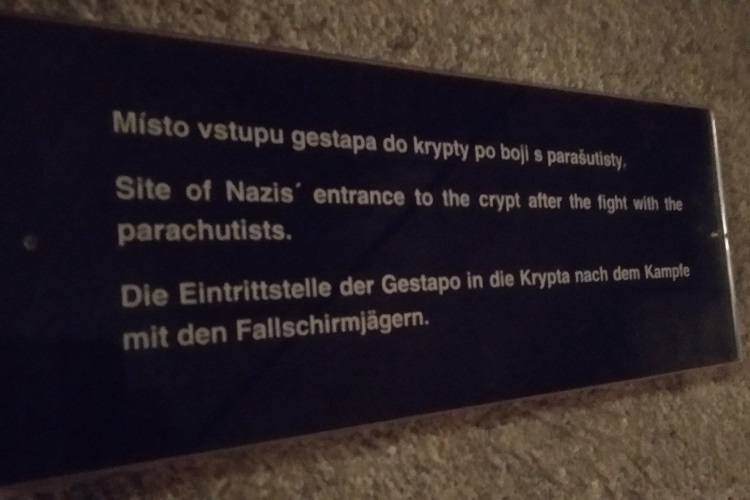 Místo vstupu gestapa do krypty po boji s parašutisty.
Site of Nazis´ entrance to the crypt after the fight with the
parachutists.
Die Eintrittstelle der Gestapo in die Krypta nach dem Kampfe
mit den Fallschirmjägern.